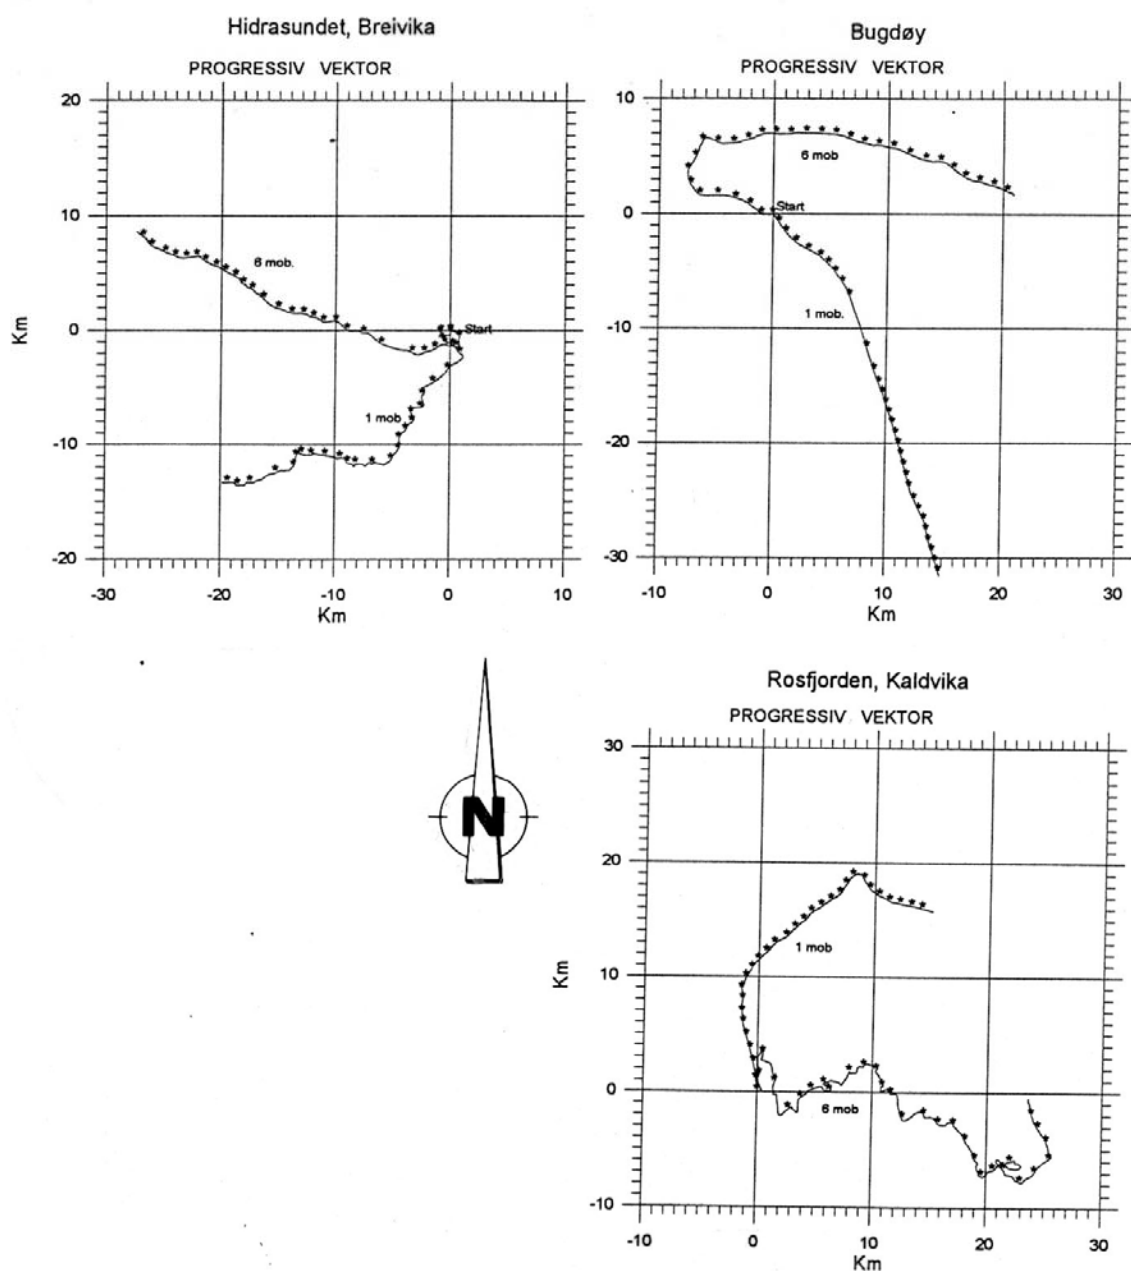 Hidrasundet, Breivika
PROGRESSIV VEKTOR
20
10
0
-10
-20
Km
6 mob.
Start
1 mob
-30
-20
-10
0
10
Km
Bugdøy
PROGRESSIV VEKTOR
10
0
-10
-20
-30
6 mob
Start
1 mob.
-10
0
10
20
30
Km
N
Rosfjorden, Kaldvika
PROGRESSIV VEKTOR
30
20
10
0
-10
Km
1 mob
6 mob
-10
0
10
20
30
Km